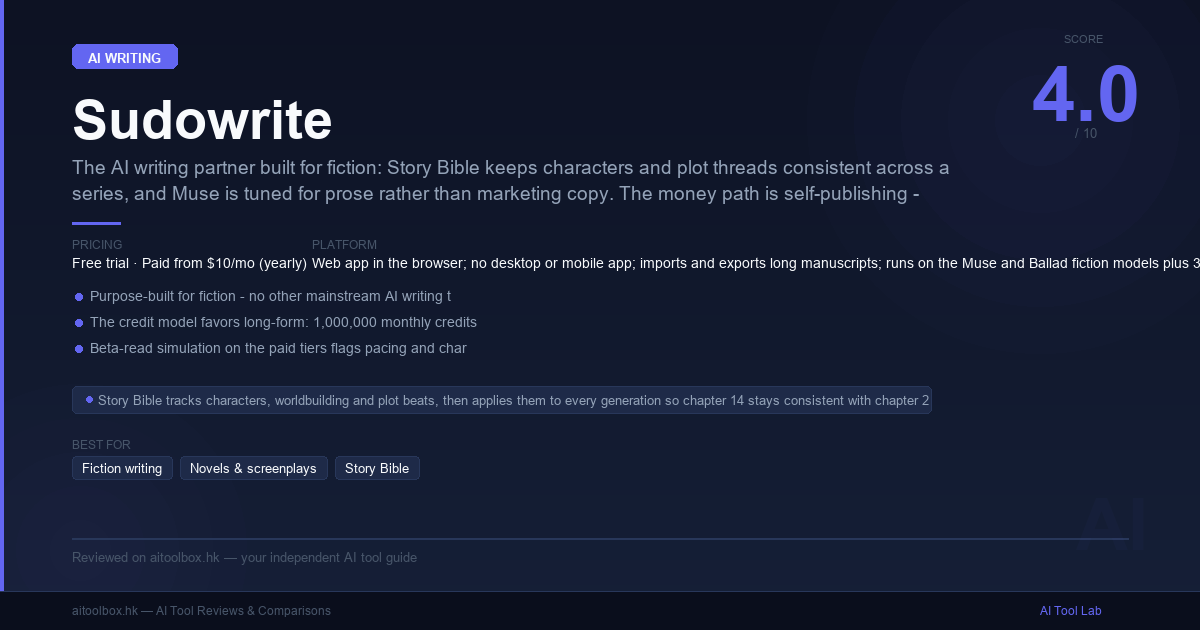 AI WRITING
SCORE
4.0
/ 10
Sudowrite
The AI writing partner built for fiction: Story Bible keeps characters and plot threads consistent across a
series, and Muse is tuned for prose rather than marketing copy. The money path is self-publishing -
PRICING
PLATFORM
Free trial · Paid from $10/mo (yearly)
Web app in the browser; no desktop or mobile app; imports and exports long manuscripts; runs on the Muse and Ballad fiction models plus 3
Purpose-built for fiction - no other mainstream AI writing t
The credit model favors long-form: 1,000,000 monthly credits
Beta-read simulation on the paid tiers flags pacing and char
Story Bible tracks characters, worldbuilding and plot beats, then applies them to every generation so chapter 14 stays consistent with chapter 2
BEST FOR
Fiction writing
Novels & screenplays
Story Bible
AI
Reviewed on aitoolbox.hk — your independent AI tool guide
aitoolbox.hk — AI Tool Reviews & Comparisons
AI Tool Lab